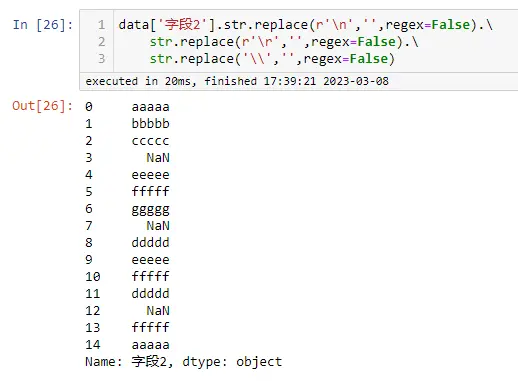 In [26]:
1 data['字段2'].str.replace(r'\n','',regex=False).\
2     str.replace(r'\r','',regex=False).\
3     str.replace('\\','',regex=False)
executed in 20ms, finished 17:39:21 2023-03-08
Out[26]:
0     aaaaa
1     bbbbb
2     ccccc
3       NaN
4     eeeee
5     fffff
6     ggggg
7       NaN
8     ddddd
9     eeeee
10    fffff
11    ddddd
12      NaN
13    fffff
14    aaaaa
Name: 字段2, dtype: object